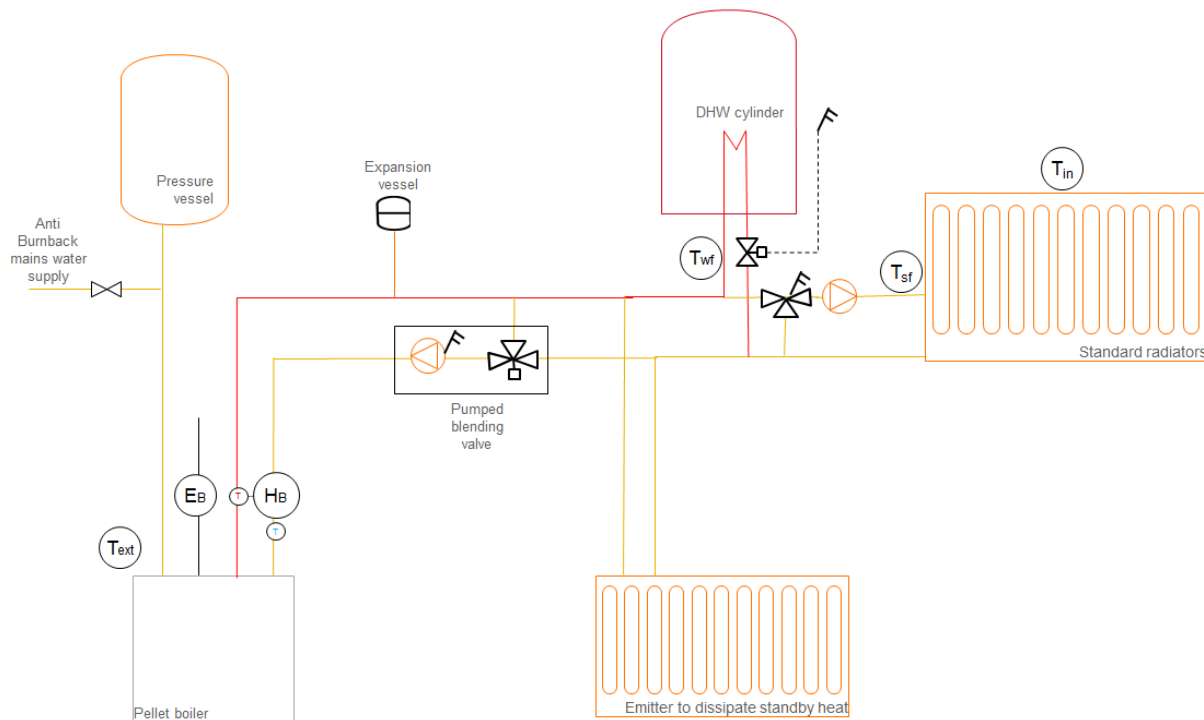 DHW cylinder
Expansion
vessel
Pressure
vessel
Tin
Anti
Burnback
mains water
supply
Twf
Tsf
Standard radiators
Pumped
blending
valve
EB
T
HB
T
Text
Pellet boiler
Emitter to dissipate standby heat